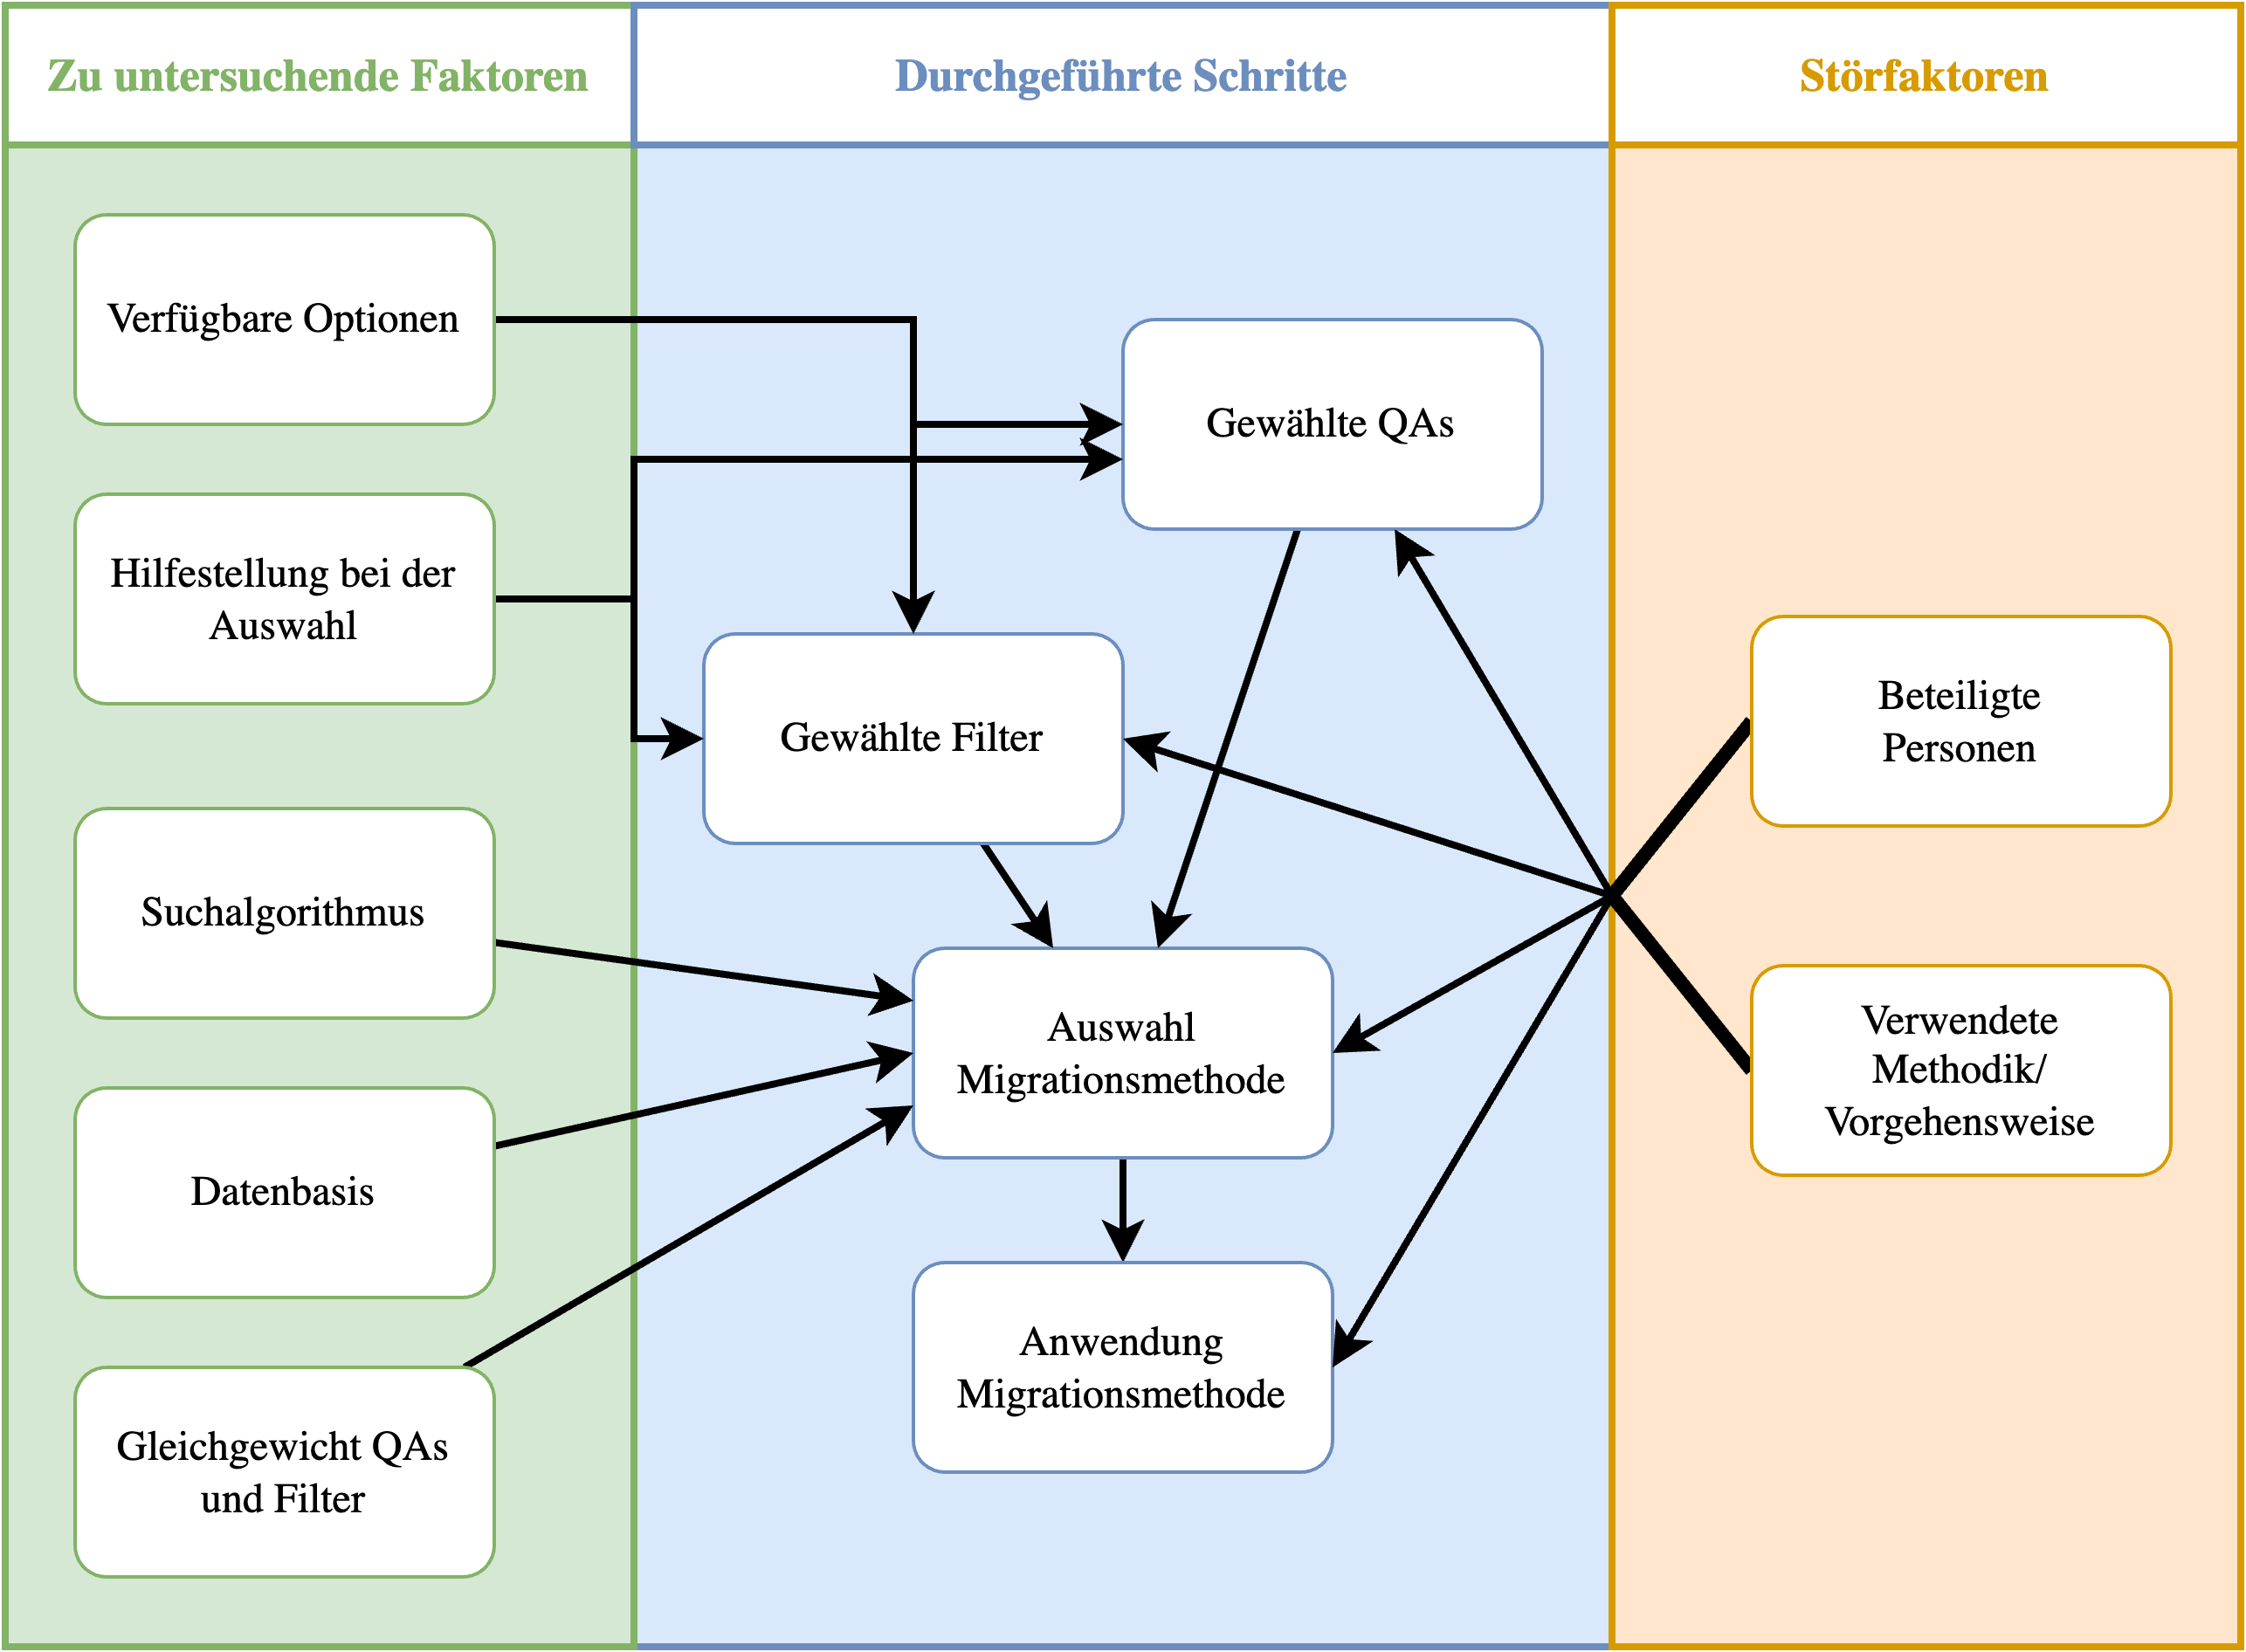 Zu untersuchende Faktoren
Durchgeführte Schritte
Störfaktoren
Verfügbare Optionen
Hilfestellung bei der
Auswahl
Suchalgorithmus
Datenbasis
Gleichgewicht QAs
und Filter
Gewählte QAs
Gewählte Filter
Auswahl
Migrationsmethode
Anwendung
Migrationsmethode
Beteiligte
Personen
Verwendete
Methodik/
Vorgehensweise